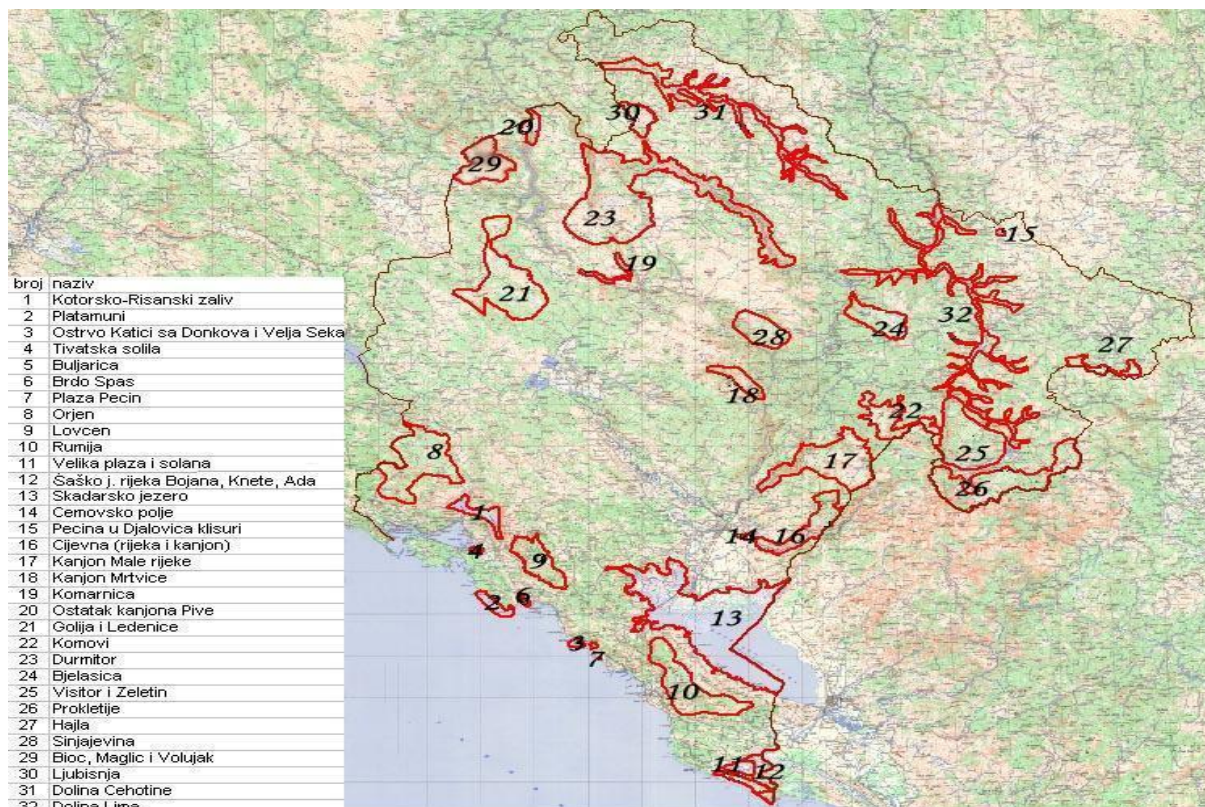 broj naziv
1 Kotorsko-Risanski zaliv
2 Platamuni
3 Ostrvo Katici sa Donkova i Velja Seka
4 Tivatska solila
5 Buljarica
6 Brdo Spas
7 Plaza Pecin
8 Orjen
9 Lovcen
10 Rumija
11 Velika plaza i solana
12 Šaško j. rijeka Bojana, Knete, Ada
13 Skadarsko jezero
14 Cemovsko polje
15 Pecina u Djalovica klisuri
16 Cijevna (rijeka i kanjon)
17 Kanjon Male rijeke
18 Kanjon Mrtvice
19 Komarnica
20 Ostatak kanjona Pive
21 Golija i Ledenice
22 Komovi
23 Durmitor
24 Bjelasica
25 Visitor i Zeletin
26 Prokletije
27 Hajla
28 Sinjajevina
29 Bioc, Maglic i Volujak
30 Ljubisnja
31 Dolina Cehotine
32 Dolina Lima
30
31
20
29
23
15
19
21
32
24
27
28
18
22
8
17
25
26
1
14
16
4
9
2
6
13
3
7
10
11
12